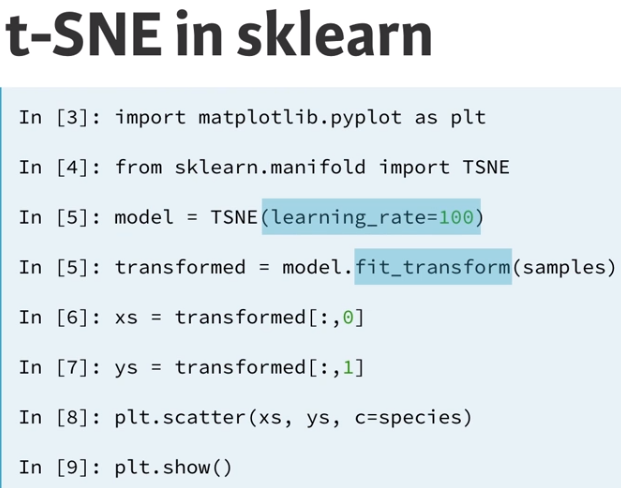 t-SNE in sklearn
In [3]: import matplotlib.pyplot as plt
In [4]: from sklearn.manifold import TSNE
In [5]: model = TSNE(learning_rate=100)
In [5]: transformed = model.fit_transform(samples)
In [6]: xs = transformed[:,0]
In [7]: ys = transformed[:,1]
In [8]: plt.scatter(xs, ys, c=species)
In [9]: plt.show()